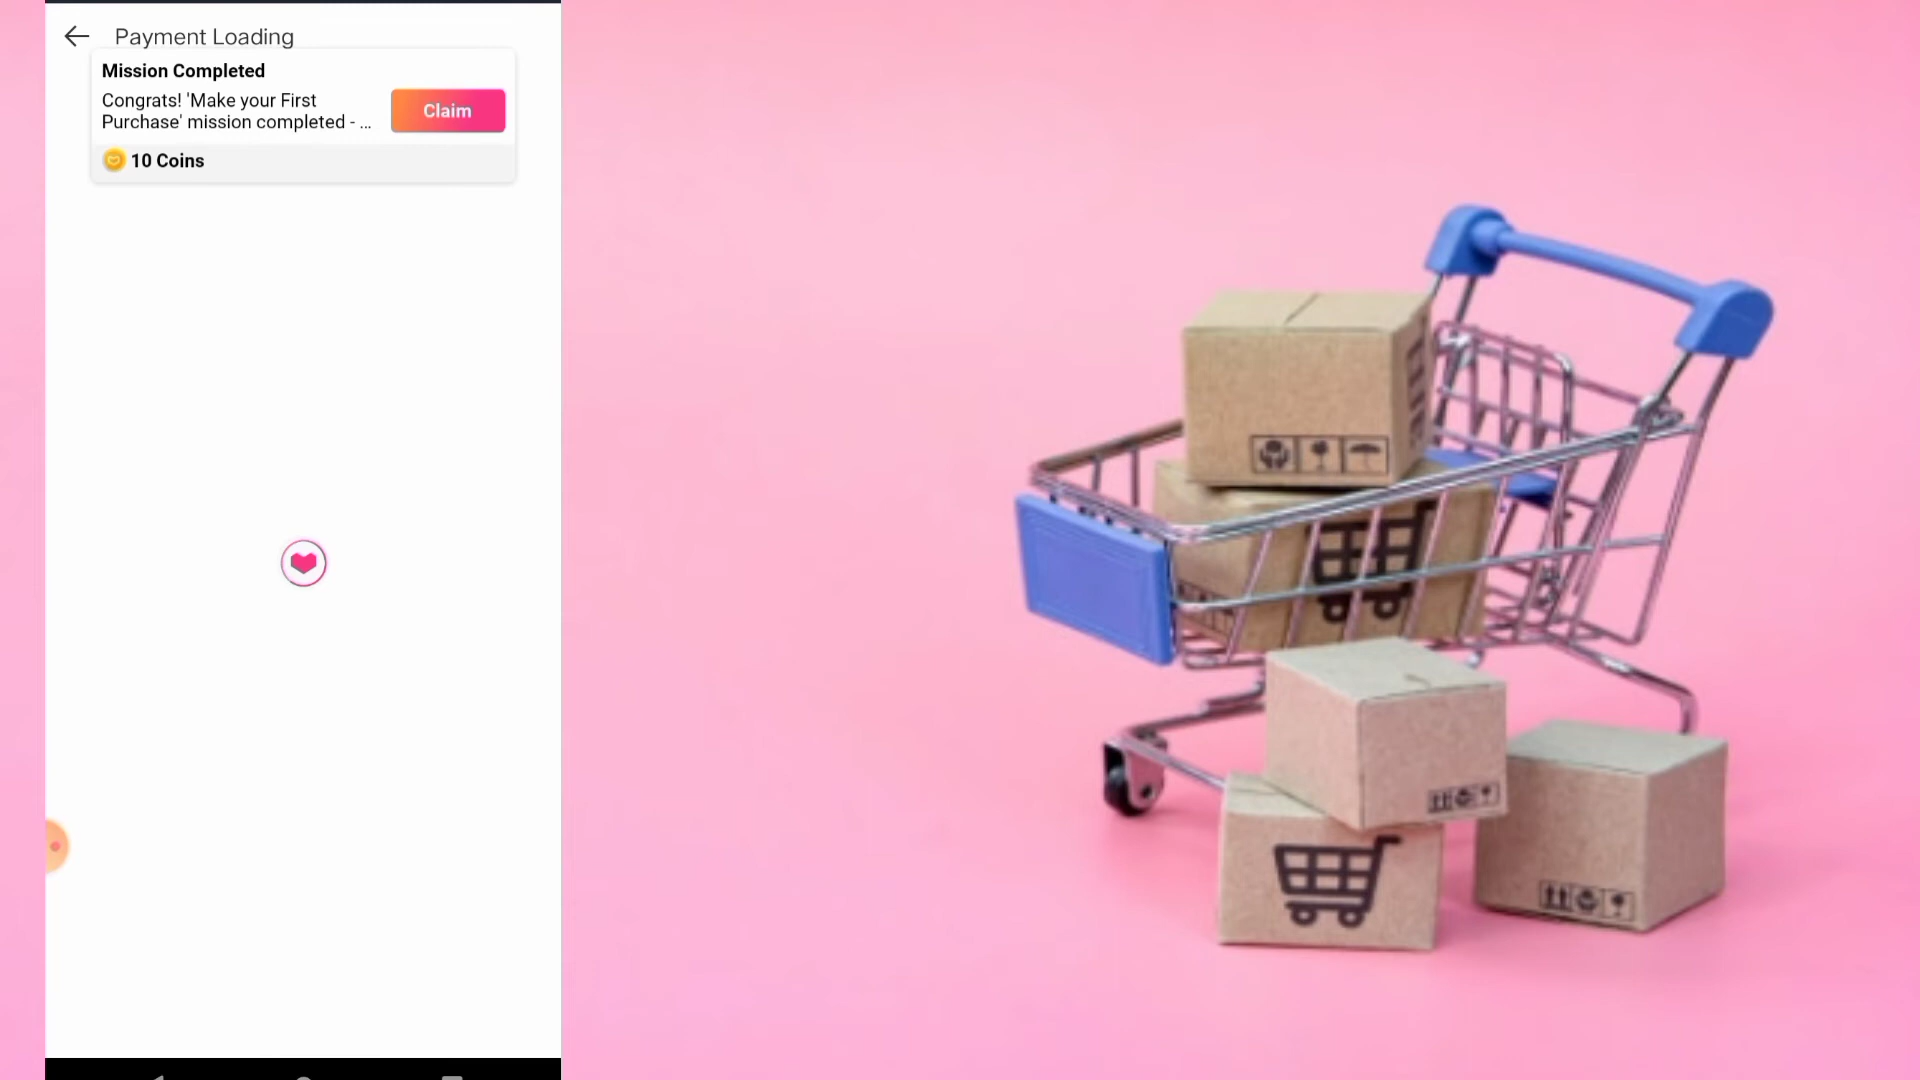 Payment Loading
Mission Completed
Congrats! 'Make your First
Purchase' mission completed - ...
Claim
10 Coins